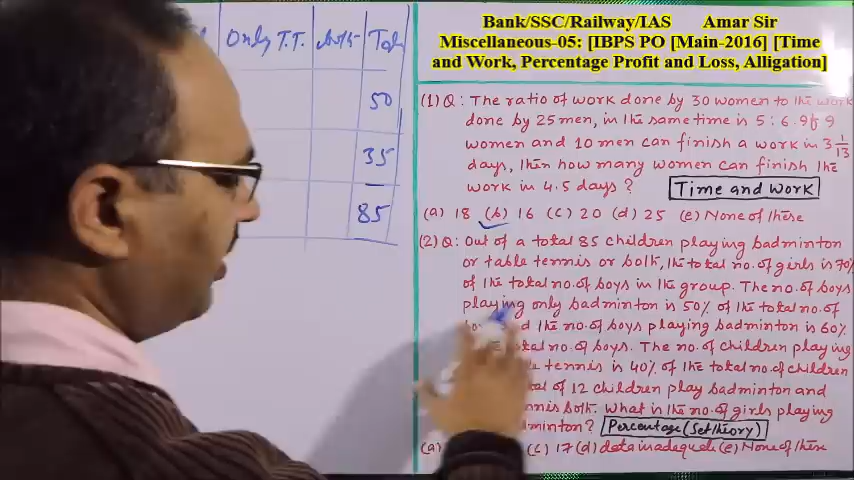 Only T.T. both Total
50
35
85
Bank/SSC/Railway/IAS Amar Sir
Miscellaneous-05: [IBPS PO [Main-2016] [Time
and Work, Percentage Profit and Loss, Alligation]
(1) Q: The ratio of work done by 30 women to the work
done by 25 men, in the same time is 5 : 6. If 9
women and 10 men can finish a work in 3 1/13
days, then how many women can finish the
work in 4.5 days? Time and Work
(a) 18 (b) 16 (c) 20 (d) 25 (e) None of these
(2) Q: Out of a total 85 children playing badminton
or table tennis or both, the total no. of girls is 70%
of the total no. of boys in the group. The no. of boys
playing only badminton is 50% of the total no. of
the no. of boys playing badminton is 60%
total no. of boys. The no. of children playing
tennis is 40% of the total no. of children
of 12 children play badminton and
both. What is the no. of girls playing
Percentage (Set theory)
(a) (c) 17 (d) data inadequate (e) None of these